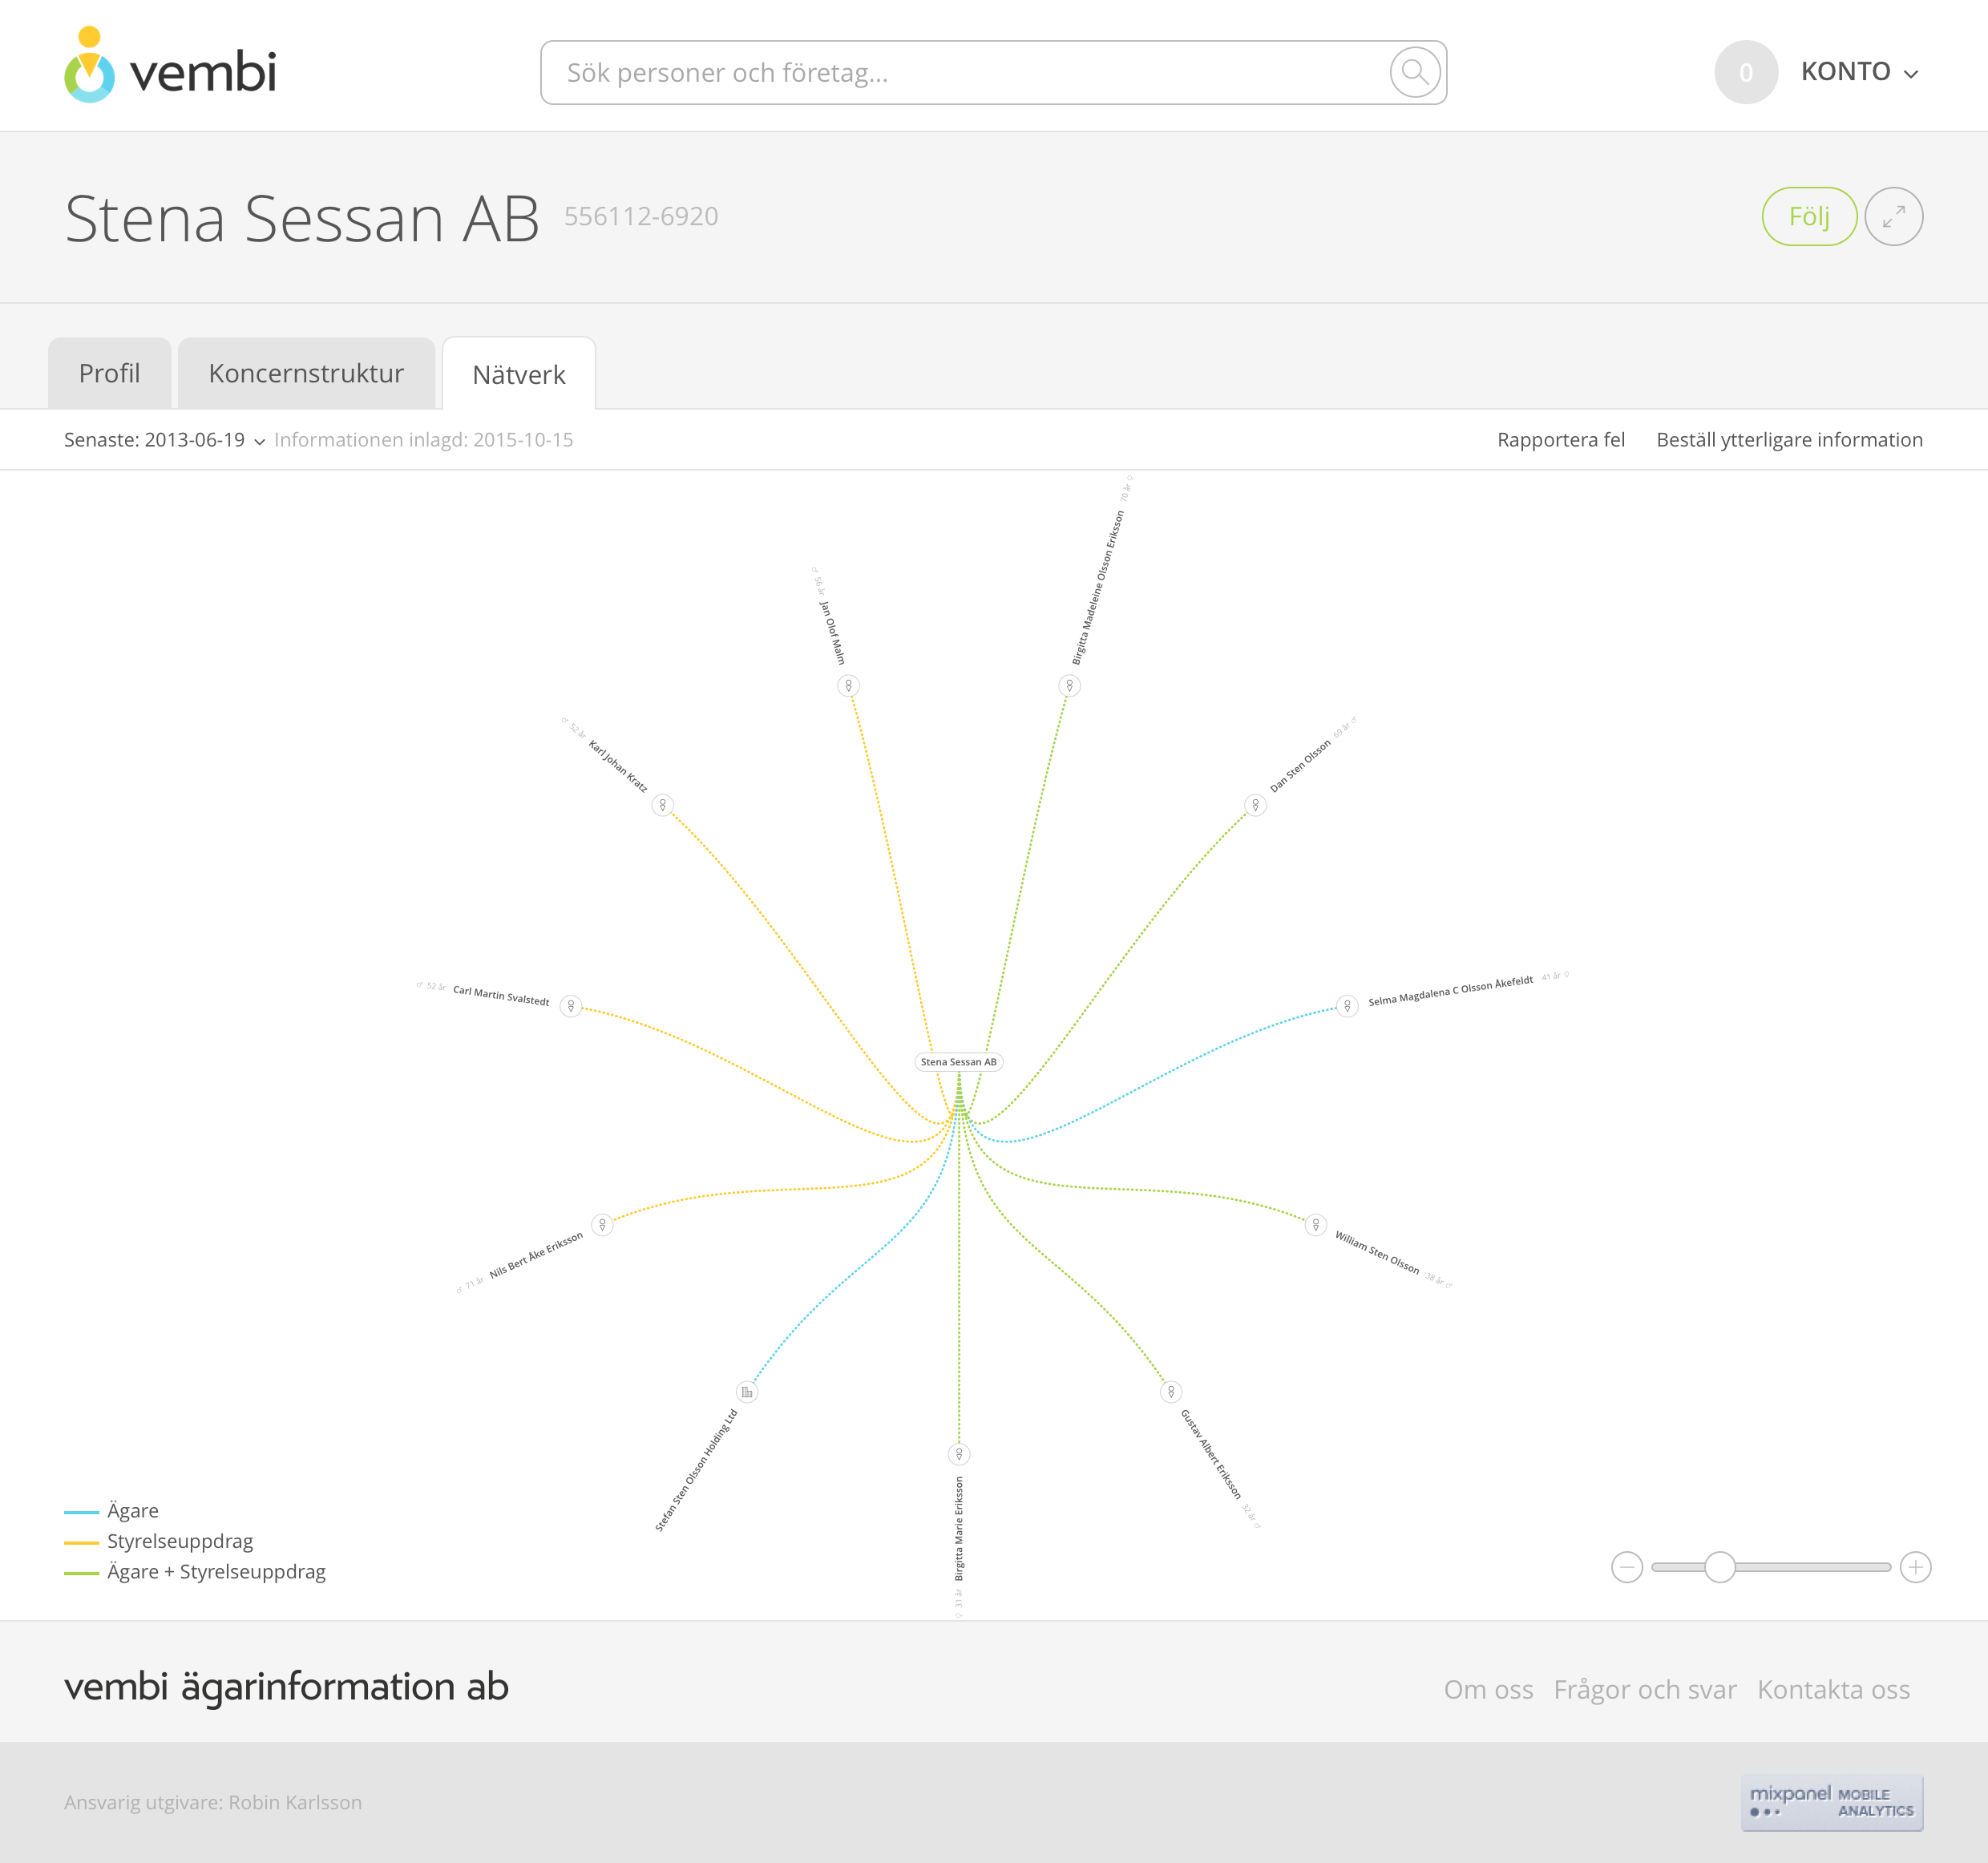 vembi
Sök personer och företag...
0
KONTO
Stena Sessan AB 556112-6920
Följ
Profil
Koncernstruktur
Nätverk
Senaste: 2013-06-19 Informationen inlagd: 2015-10-15
Rapportera fel
Beställ ytterligare information
Birgitta Madeleine Olsson Eriksson 70 år ♀
♂ 56 år Jan Olof Malm
♂ 52 år Karl Johan Kratz
Dan Sten Olsson 69 år ♂
♂ 52 år Carl Martin Svalstedt
Selma Magdalena C Olsson Åkefeldt 41 år ♀
Stena Sessan AB
♂ 71 år Nils Bert Åke Eriksson
William Sten Olsson 38 år ♂
Stefan Sten Olsson Holding Ltd
♀ 31 år Birgitta Marie Eriksson
Gustav Albert Eriksson 32 år ♂
Ägare
Styrelseuppdrag
Ägare + Styrelseuppdrag
vembi ägarinformation ab
Om oss
Frågor och svar
Kontakta oss
Ansvarig utgivare: Robin Karlsson
mixpanel MOBILE
ANALYTICS